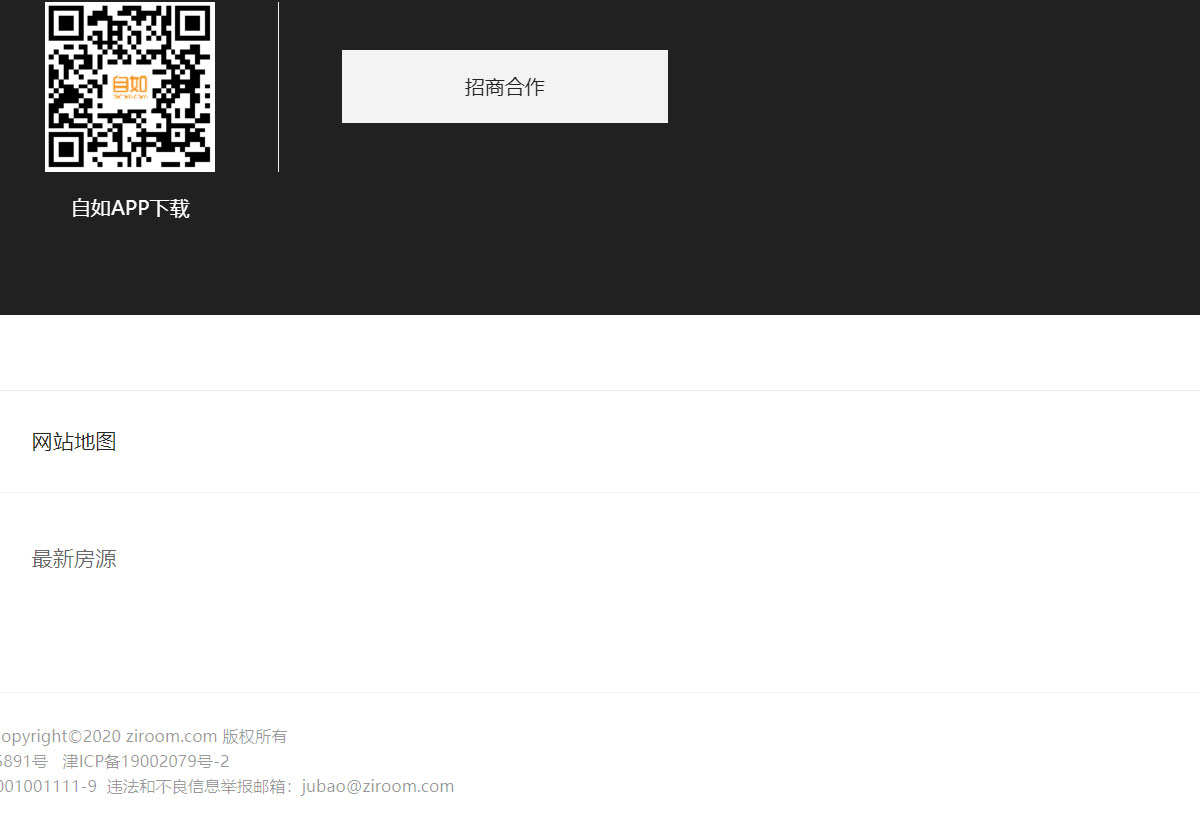 自如
ziroom.com
招商合作
自如APP下载
网站地图
最新房源
opyright©2020 ziroom.com 版权所有
5891号 津ICP备19002079号-2
001001111-9 违法和不良信息举报邮箱：jubao@ziroom.com